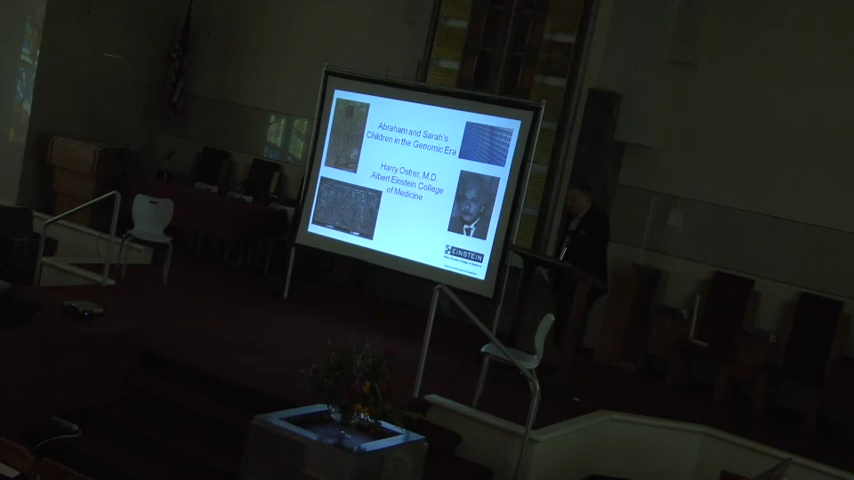 Abraham and Sarah's
Children in the Genomic Era
Harry Ostrer, M.D.
Albert Einstein College
of Medicine
EINSTEIN